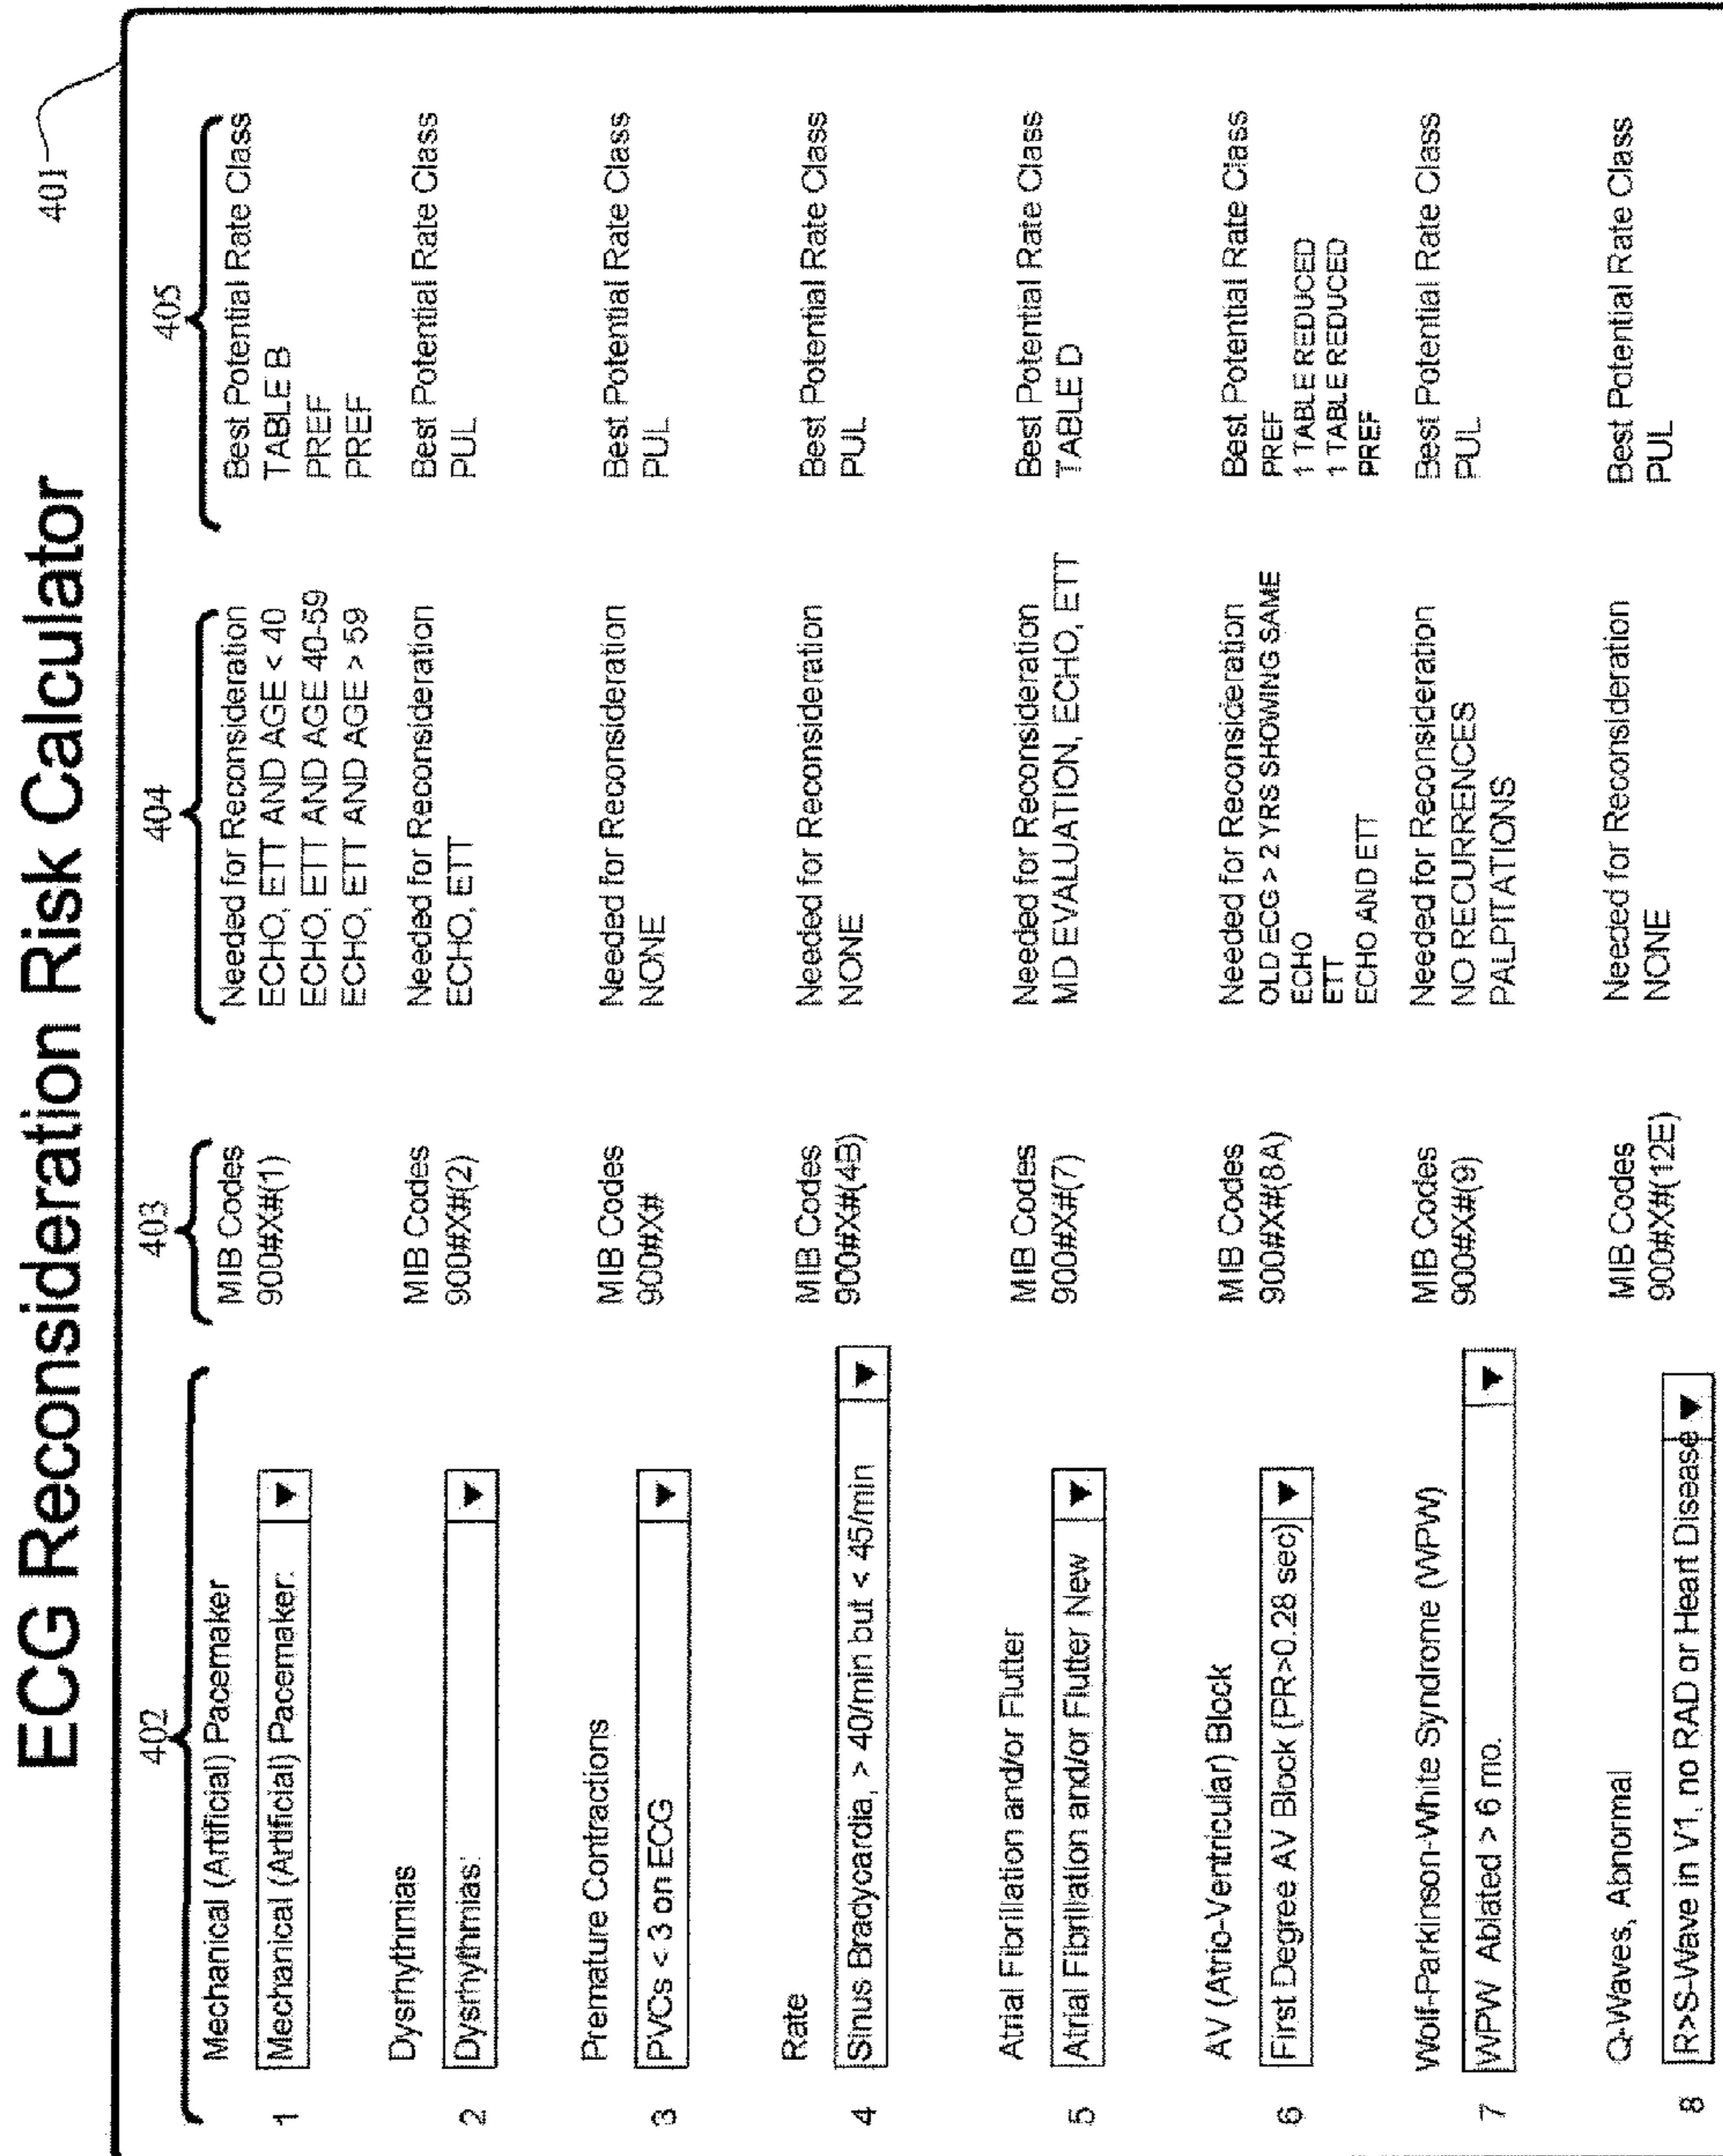 ECG Reconsideration Risk Calculator
401
402 403 404 405
Mechanical (Artificial) Pacemaker MIB Codes Needed for Reconsideration Best Potential Rate Class
1 Mechanical (Artificial) Pacemaker: ▼ 900#X#(1) ECHO, ETT AND AGE < 40 TABLE B
ECHO, ETT AND AGE 40-59 PREF
ECHO, ETT AND AGE > 59 PREF
Dysrhythmias MIB Codes Needed for Reconsideration Best Potential Rate Class
2 Dysrhythmias: ▼ 900#X#(2) ECHO, ETT PUL
Premature Contractions MIB Codes Needed for Reconsideration Best Potential Rate Class
3 PVCs < 3 on ECG ▼ 900#X# NONE PUL
Rate MIB Codes Needed for Reconsideration Best Potential Rate Class
4 Sinus Bradycardia, > 40/min but < 45/min ▼ 900#X#(4B) NONE PUL
Atrial Fibrillation and/or Flutter MIB Codes Needed for Reconsideration Best Potential Rate Class
5 Atrial Fibrillation and/or Flutter New ▼ 900#X#(7) MD EVALUATION, ECHO, ETT TABLE D
AV (Atrio-Ventricular) Block MIB Codes Needed for Reconsideration Best Potential Rate Class
6 First Degree AV Block (PR>0.28 sec) ▼ 900#X#(8A) OLD ECG > 2 YRS SHOWING SAME PREF
ECHO 1 TABLE REDUCED
ETT 1 TABLE REDUCED
ECHO AND ETT PREF
Wolf-Parkinson-White Syndrome (WPW) MIB Codes Needed for Reconsideration Best Potential Rate Class
7 WPW Ablated > 6 mo. ▼ 900#X#(9) NO RECURRENCES PUL
PALPITATIONS
Q-Waves, Abnormal MIB Codes Needed for Reconsideration Best Potential Rate Class
8 R>S-Wave in V1, no RAD or Heart Disease ▼ 900#X#(12E) NONE PUL